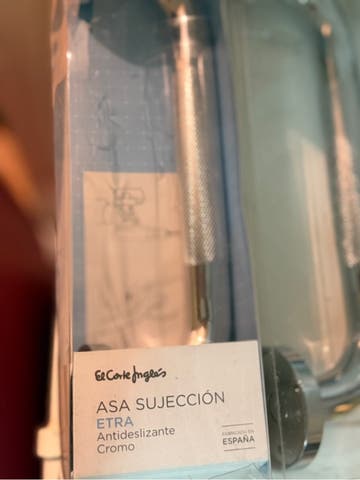 El Corte Inglés
ASA SUJECCIÓN
ETRA
Antideslizante
Cromo
FABRICADO EN
ESPAÑA